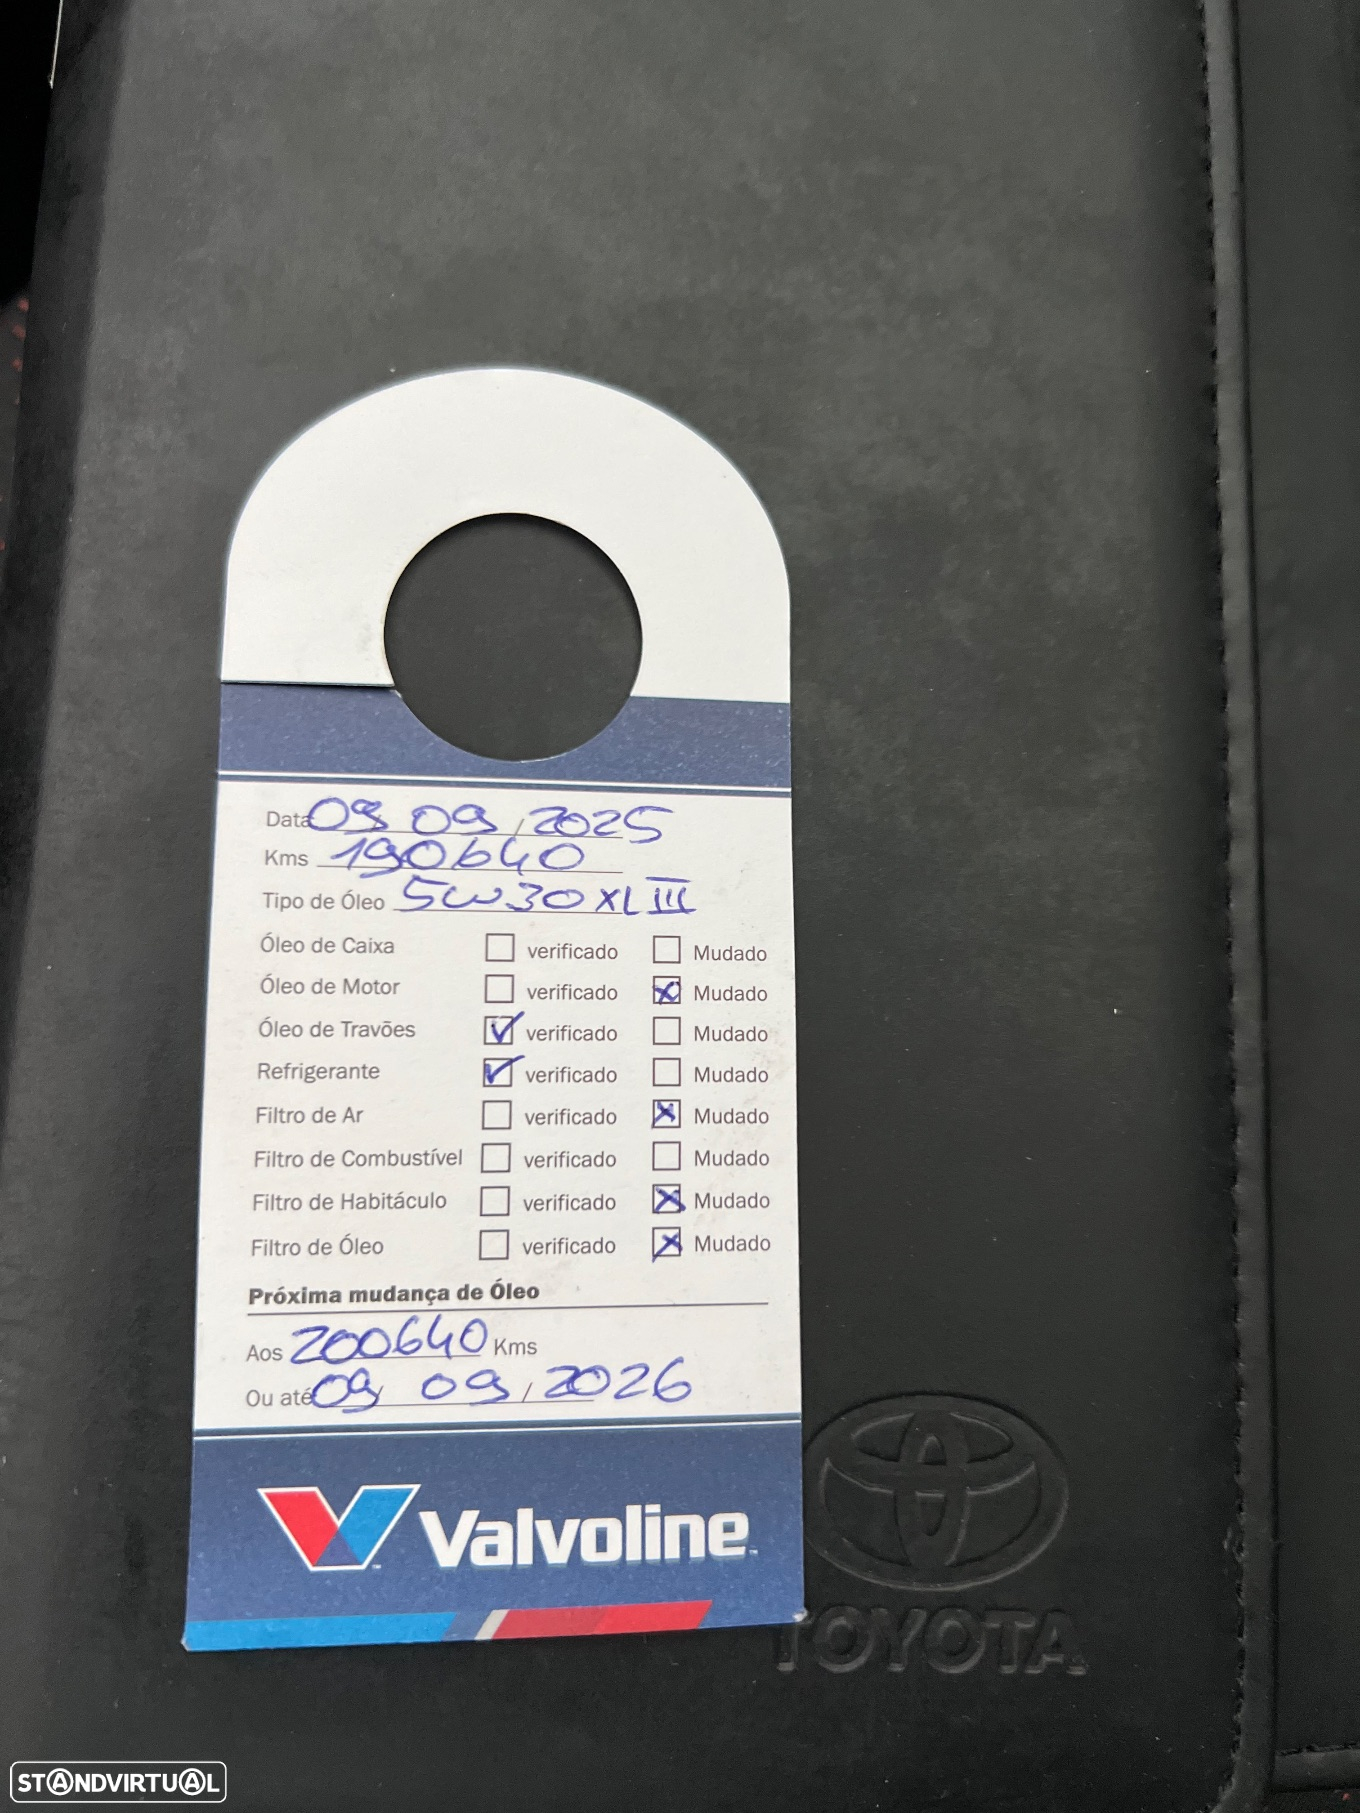 Data 09/09/2025
Kms 190640
Tipo de Óleo 5W30 XL III
Óleo de Caixa verificado Mudado
Óleo de Motor verificado Mudado
Óleo de Travões verificado Mudado
Refrigerante verificado Mudado
Filtro de Ar verificado Mudado
Filtro de Combustível verificado Mudado
Filtro de Habitáculo verificado Mudado
Filtro de Óleo verificado Mudado
Próxima mudança de Óleo
Aos 200640 Kms
Ou até 09/09/2026
Valvoline™
TOYOTA
STANDVIRTUAL